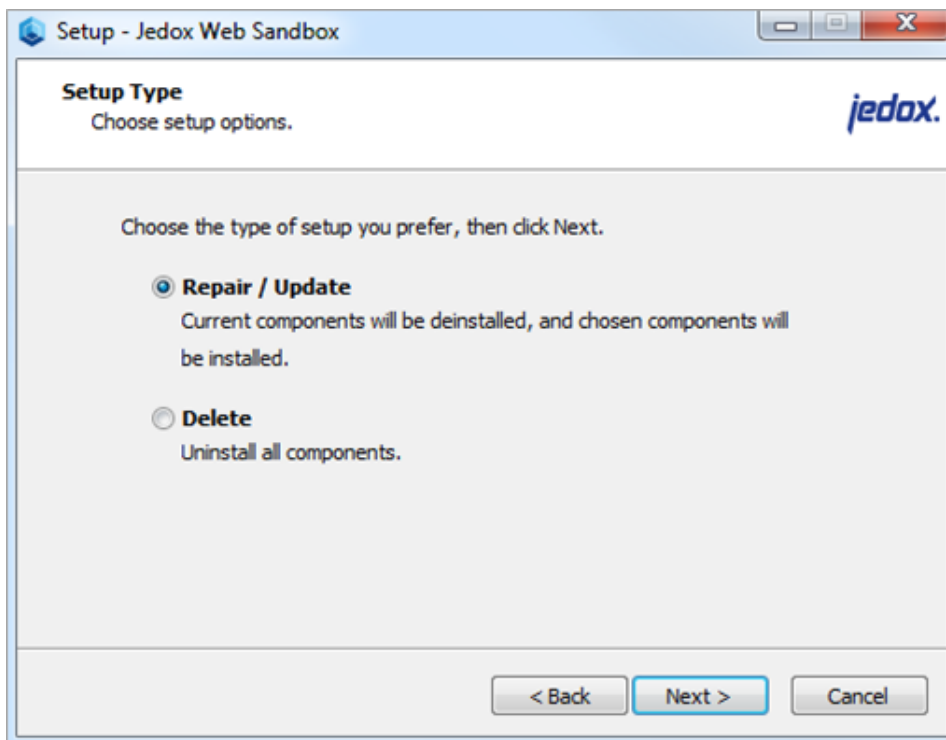 Setup - Jedox Web Sandbox
Setup Type
Choose setup options.
jedox.
Choose the type of setup you prefer, then click Next.
Repair / Update
Current components will be deinstalled, and chosen components will
be installed.
Delete
Uninstall all components.
< Back Next > Cancel